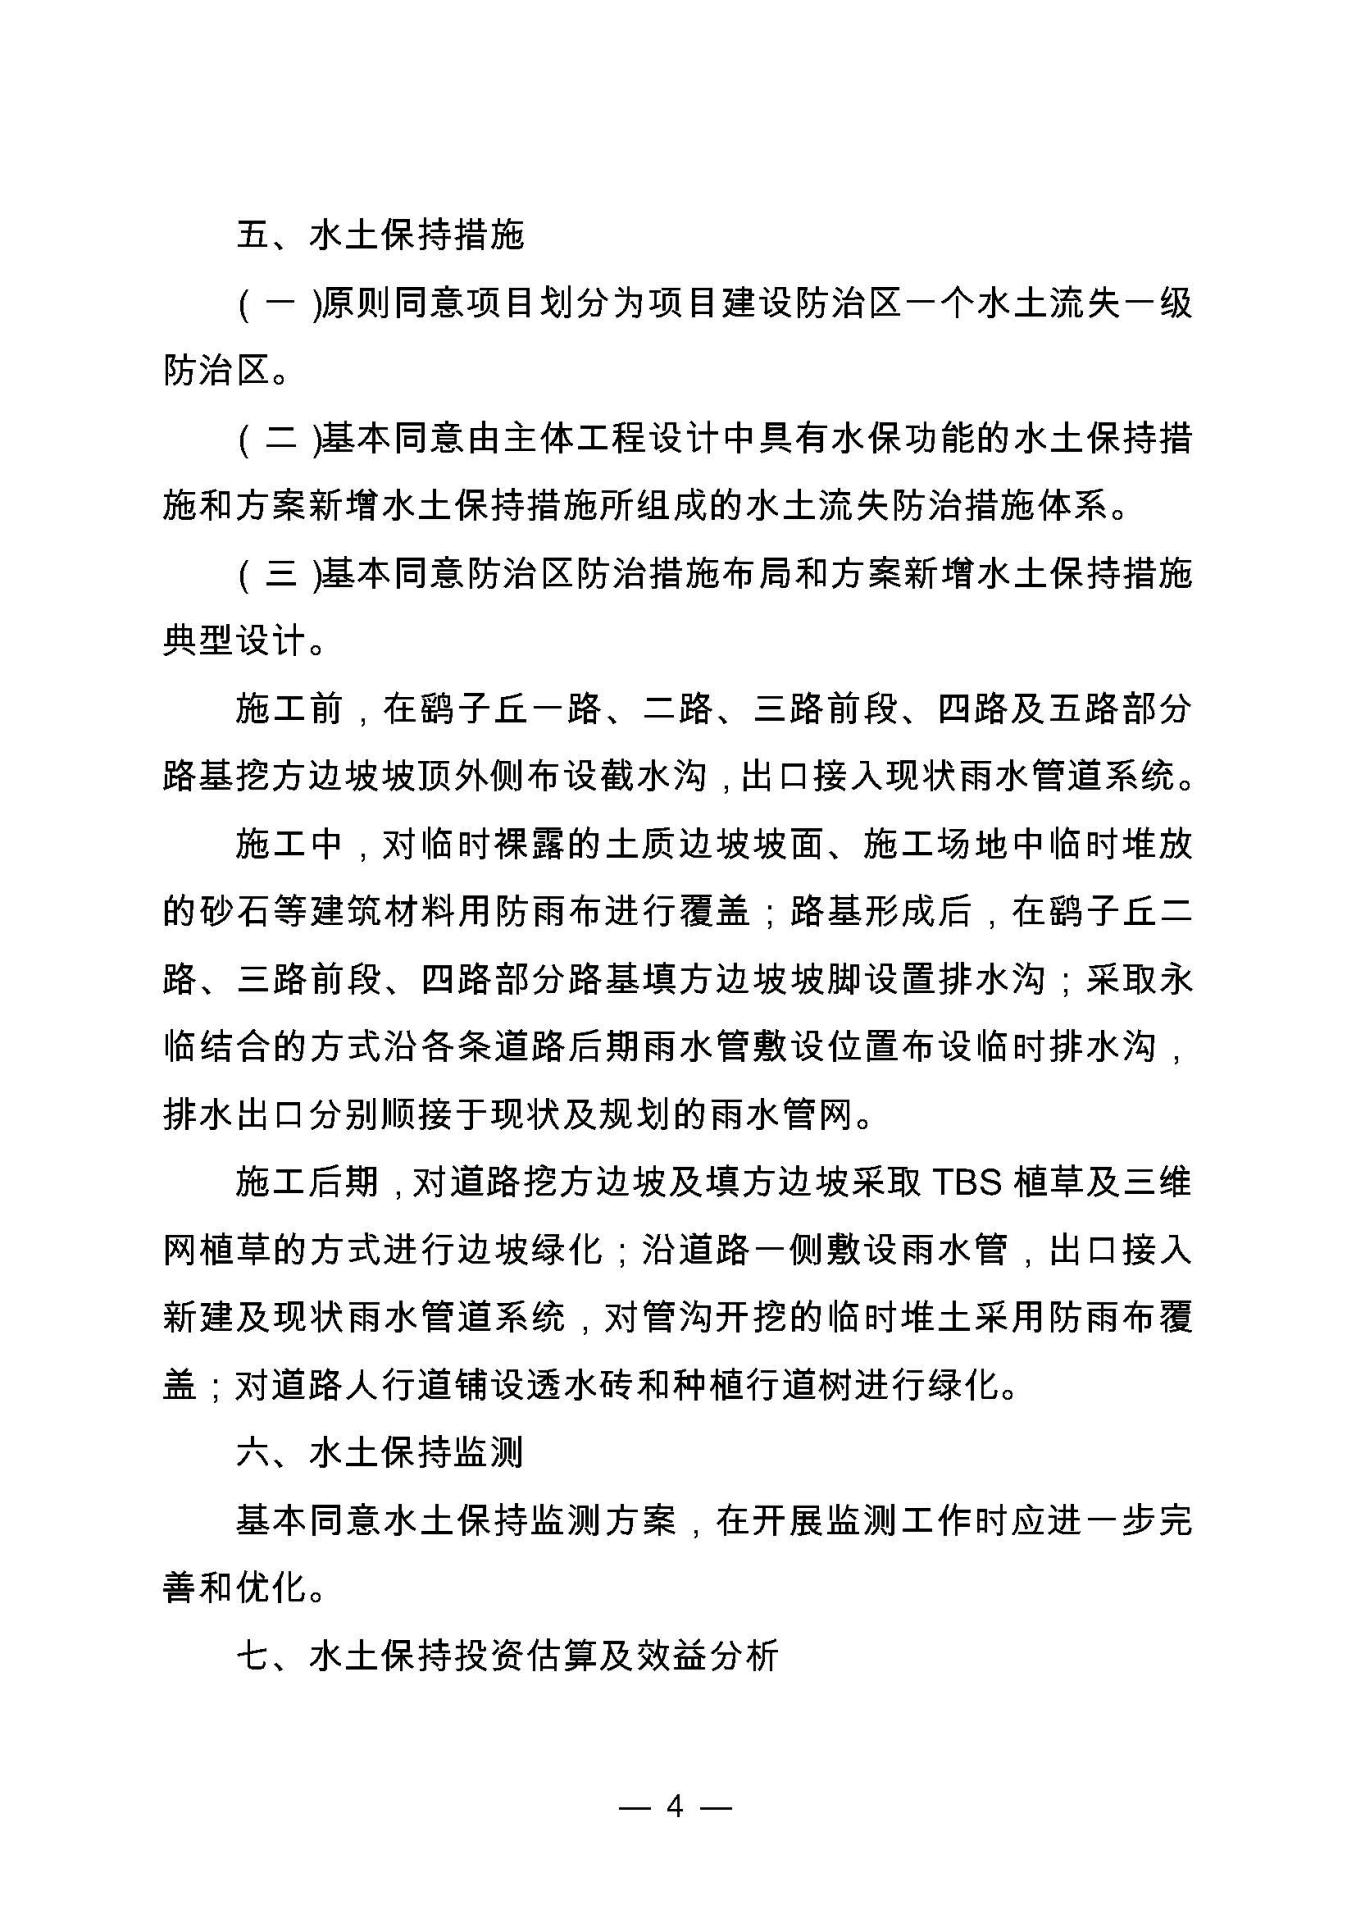 五、水土保持措施
(一)原则同意项目划分为项目建设防治区一个水土流失一级
防治区。
(二)基本同意由主体工程设计中具有水保功能的水土保持措
施和方案新增水土保持措施所组成的水土流失防治措施体系。
(三)基本同意防治区防治措施布局和方案新增水土保持措施
典型设计。
施工前，在鹞子丘一路、二路、三路前段、四路及五路部分
路基挖方边坡坡顶外侧布设截水沟，出口接入现状雨水管道系统。
施工中，对临时裸露的土质边坡坡面、施工场地中临时堆放
的砂石等建筑材料用防雨布进行覆盖；路基形成后，在鹞子丘二
路、三路前段、四路部分路基填方边坡坡脚设置排水沟；采取永
临结合的方式沿各条道路后期雨水管敷设位置布设临时排水沟，
排水出口分别顺接于现状及规划的雨水管网。
施工后期，对道路挖方边坡及填方边坡采取 TBS 植草及三维
网植草的方式进行边坡绿化；沿道路一侧敷设雨水管，出口接入
新建及现状雨水管道系统，对管沟开挖的临时堆土采用防雨布覆
盖；对道路人行道铺设透水砖和种植行道树进行绿化。
六、水土保持监测
基本同意水土保持监测方案，在开展监测工作时应进一步完
善和优化。
七、水土保持投资估算及效益分析
— 4 —